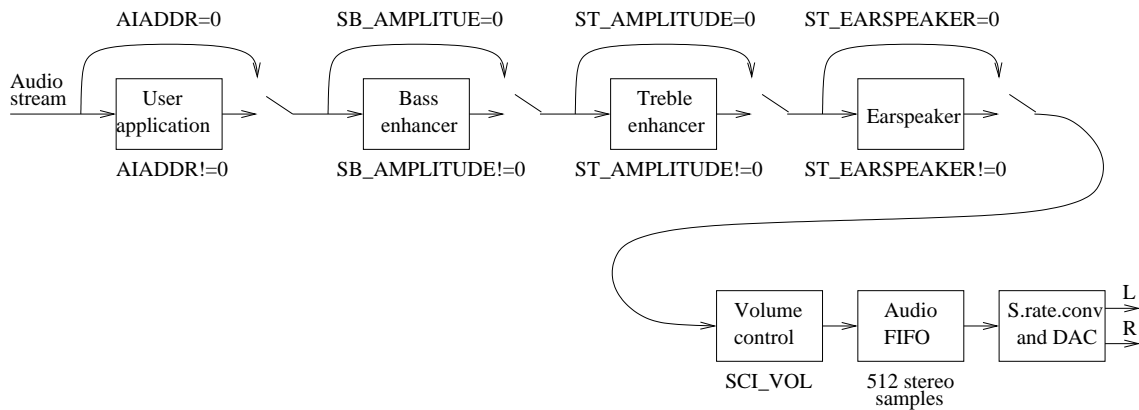 AIADDR=0
SB_AMPLITUE=0
ST_AMPLITUDE=0
ST_EARSPEAKER=0
Audio
stream
User
application
Bass
enhancer
Treble
enhancer
Earspeaker
AIADDR!=0
SB_AMPLITUDE!=0
ST_AMPLITUDE!=0
ST_EARSPEAKER!=0
Volume
control
Audio
FIFO
S.rate.conv
and DAC
L
R
SCI_VOL
512 stereo
samples